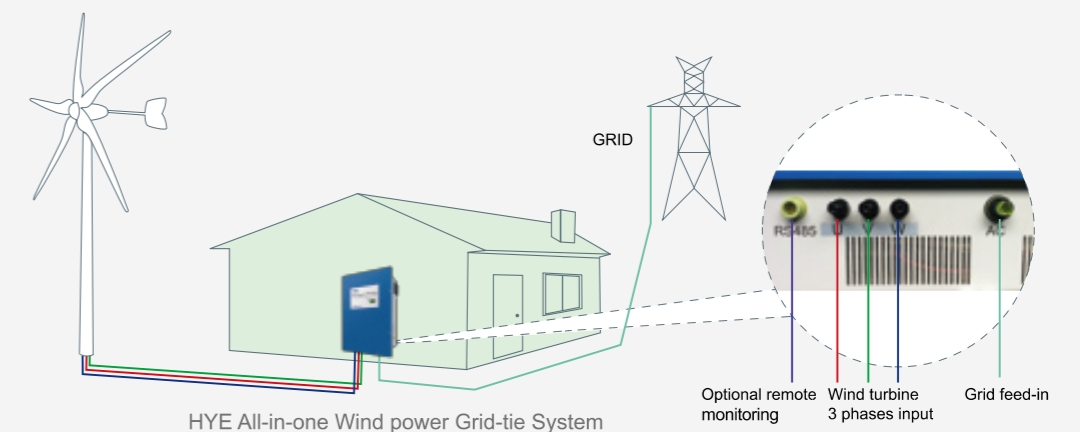 GRID
RS485
U
V
W
AC
Optional remote
monitoring
Wind turbine
3 phases input
Grid feed-in
HYE All-in-one Wind power Grid-tie System